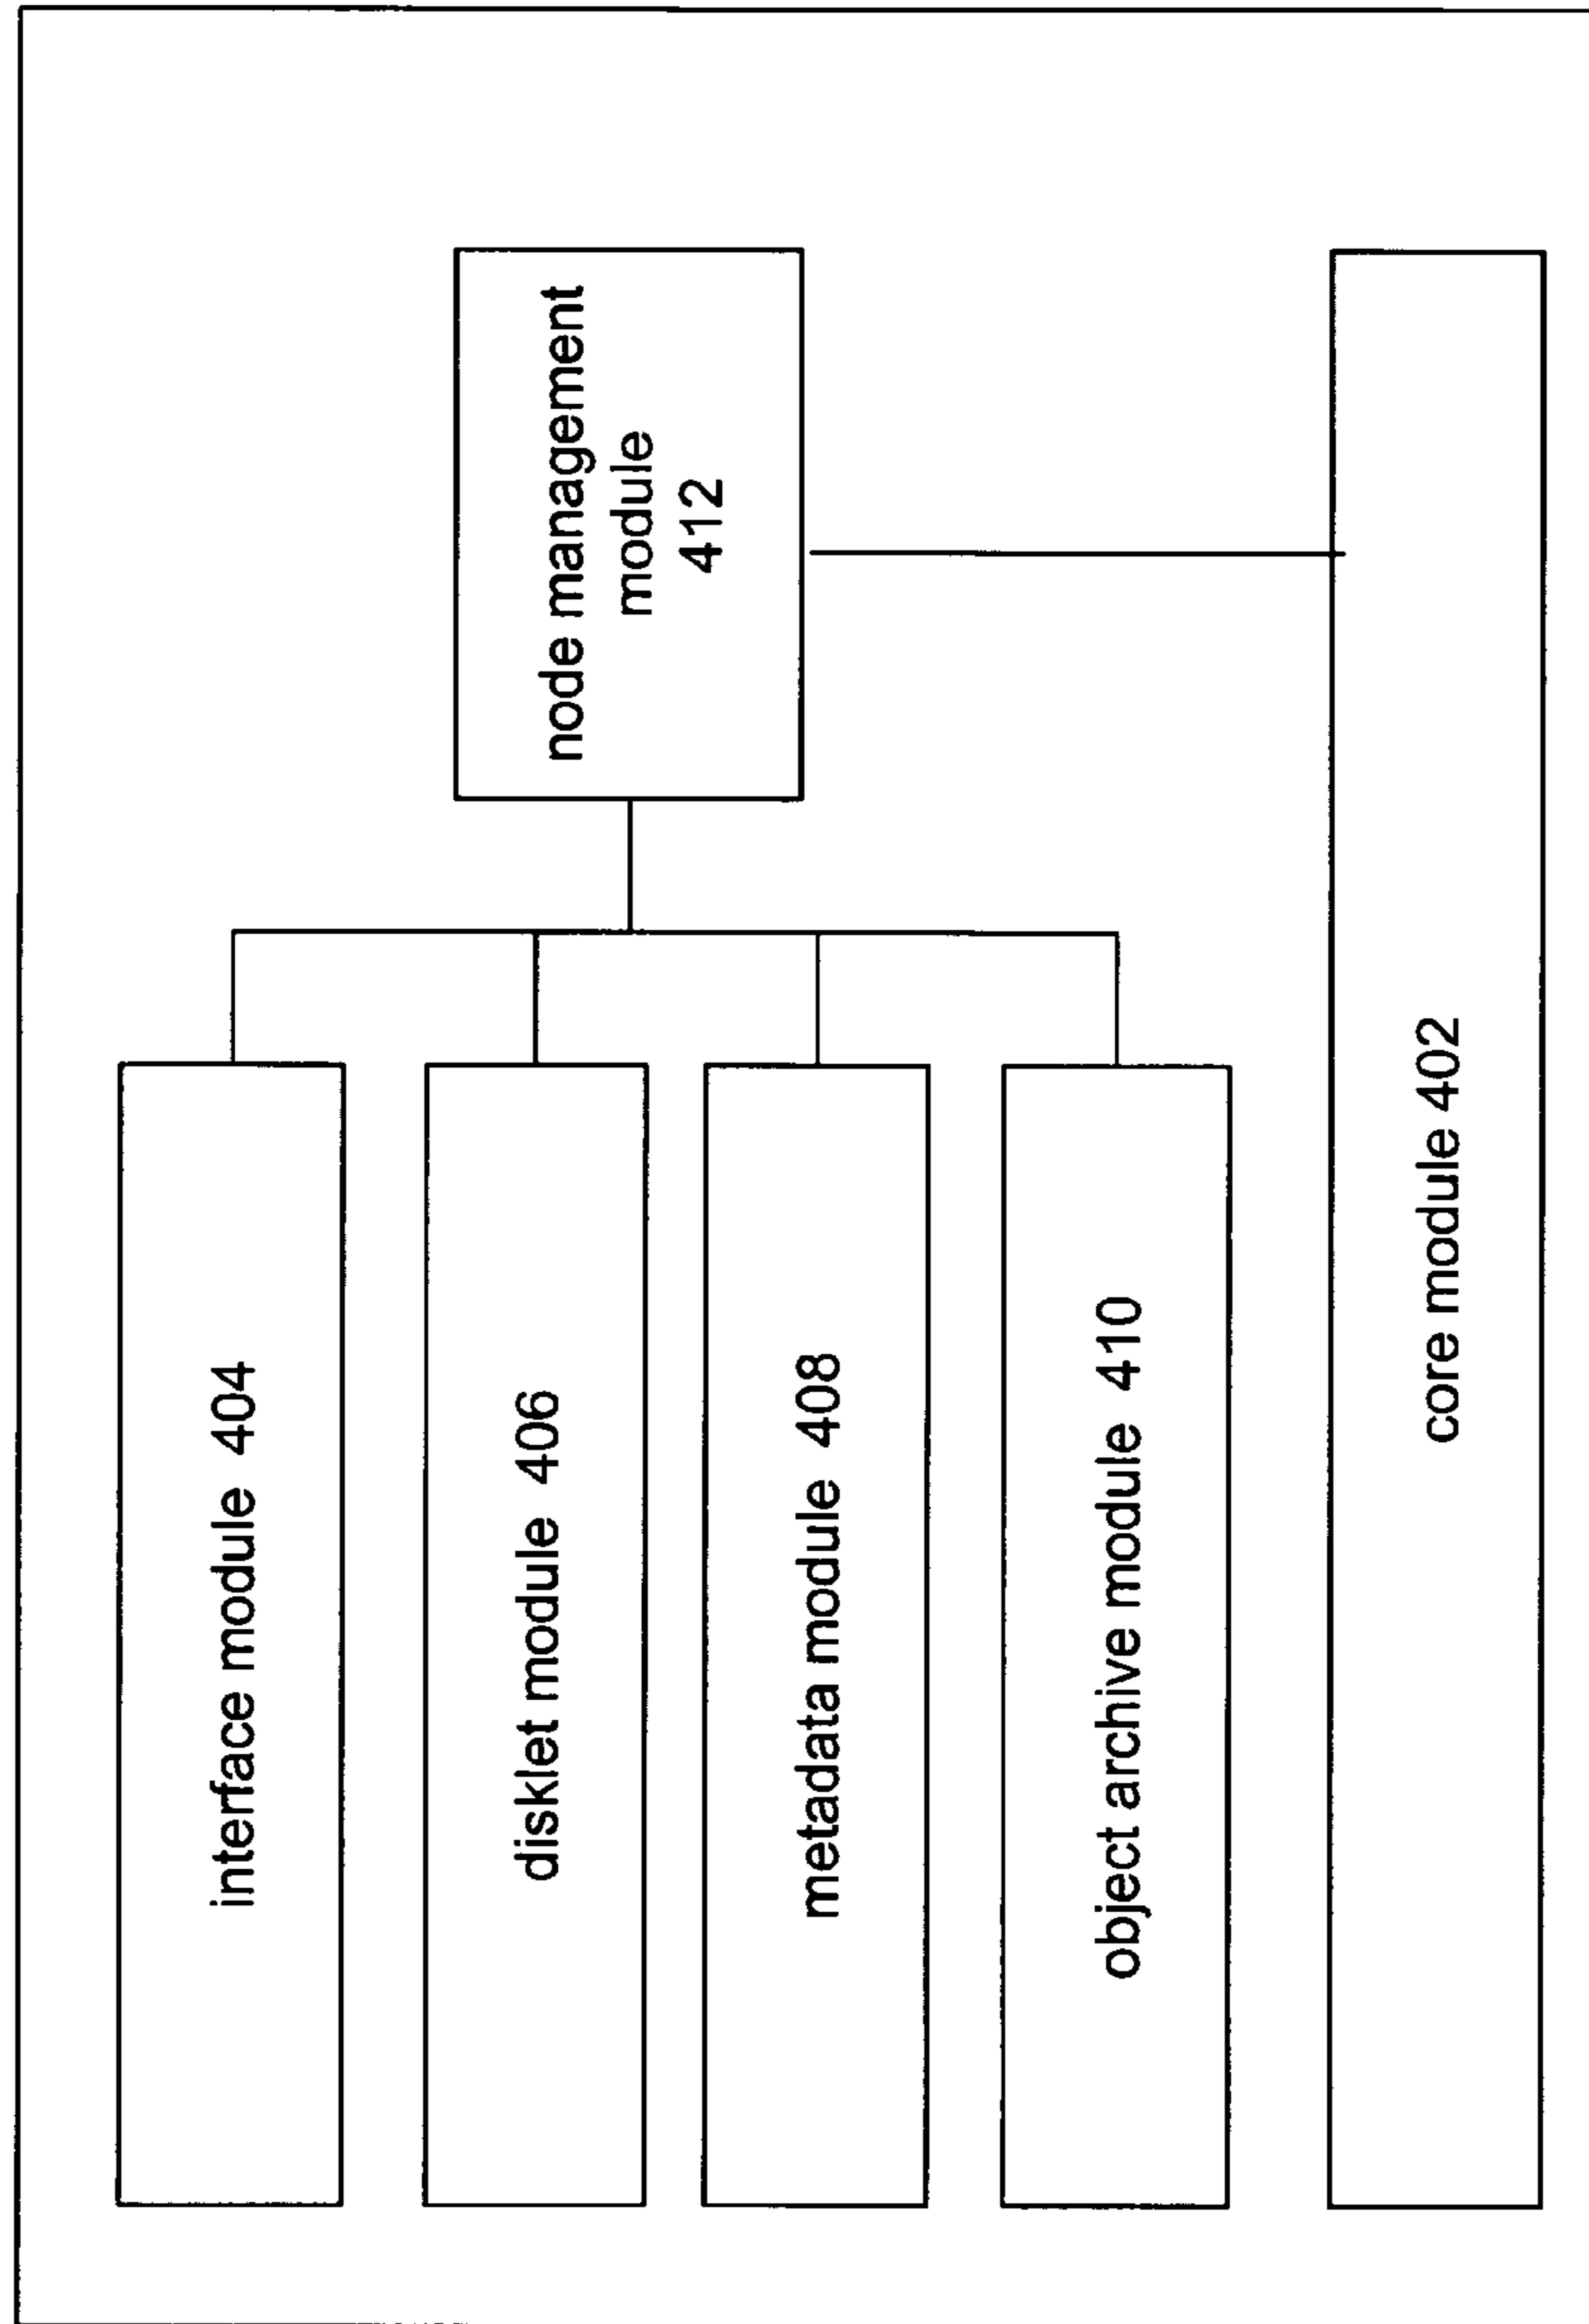 interface module 404
disklet module 406
metadata module 408
object archive module 410
node management
module
412
core module 402